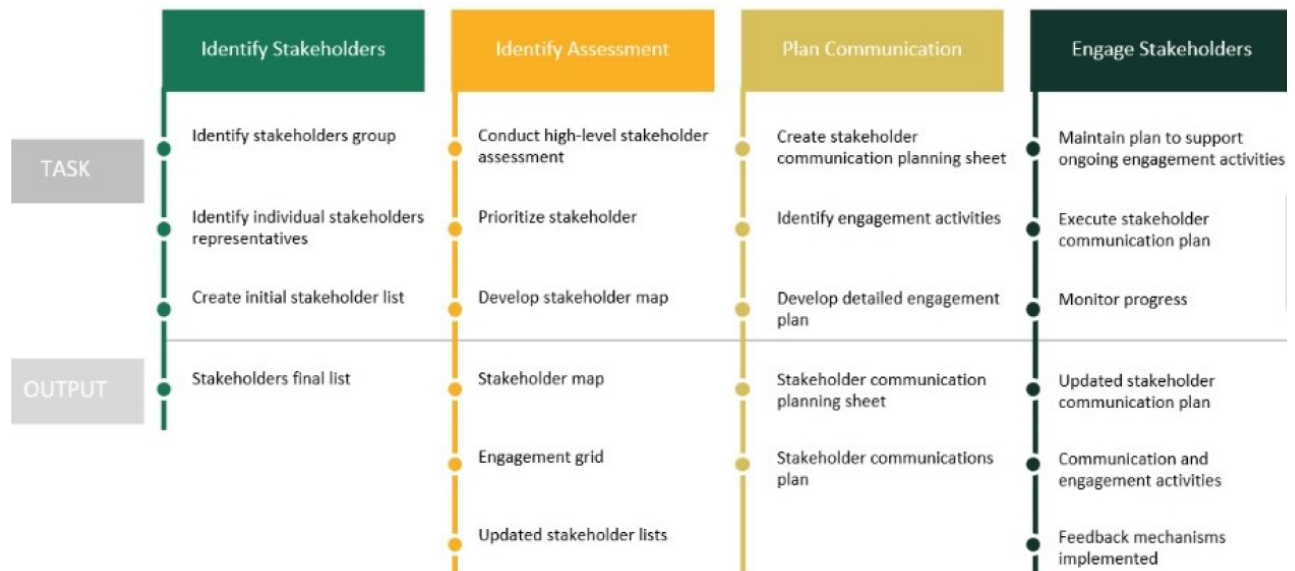 Identify Stakeholders
Identify Assessment
Plan Communication
Engage Stakeholders
TASK
Identify stakeholders group
Identify individual stakeholders
representatives
Create initial stakeholder list
Conduct high-level stakeholder
assessment
Prioritize stakeholder
Develop stakeholder map
Create stakeholder
communication planning sheet
Identify engagement activities
Develop detailed engagement
plan
Maintain plan to support
ongoing engagement activities
Execute stakeholder
communication plan
Monitor progress
OUTPUT
Stakeholders final list
Stakeholder map
Engagement grid
Updated stakeholder lists
Stakeholder communication
planning sheet
Stakeholder communications
plan
Updated stakeholder
communication plan
Communication and
engagement activities
Feedback mechanisms
implemented